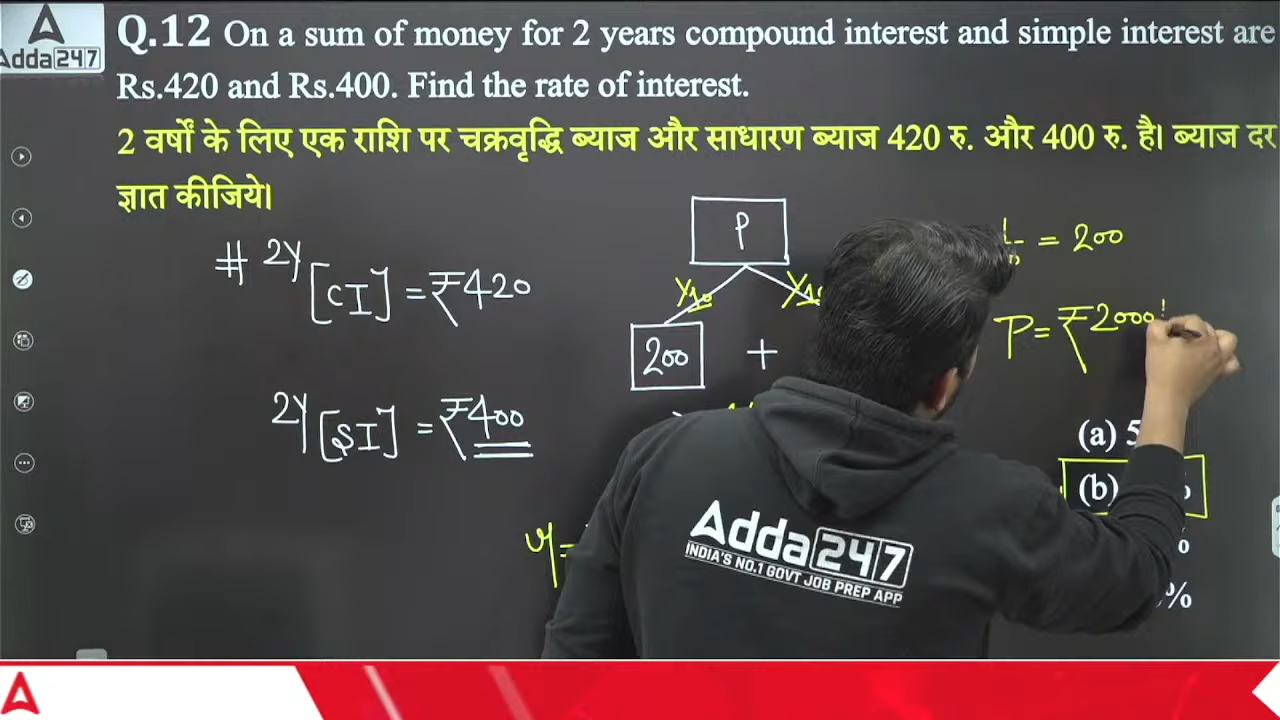 Adda247
Q.12 On a sum of money for 2 years compound interest and simple interest are
Rs.420 and Rs.400. Find the rate of interest.
2 वर्षों के लिए एक राशि पर चक्रवृद्धि ब्याज और साधारण ब्याज 420 रु. और 400 रु. है। ब्याज दर
ज्ञात कीजिये।
# 2y [CI] = ₹420
P
200 +
2y [SI] = ₹400
= 200
P = ₹2000
(a) 5
(b)
%
%
Adda247
INDIA'S NO.1 GOVT JOB PREP APP